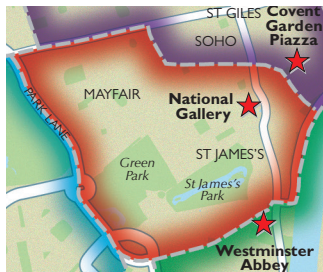 ST GILES
Covent
Garden
Piazza
SOHO
MAYFAIR
PARK LANE
National
Gallery
ST JAMES'S
Green
Park
St James's
Park
Westminster
Abbey